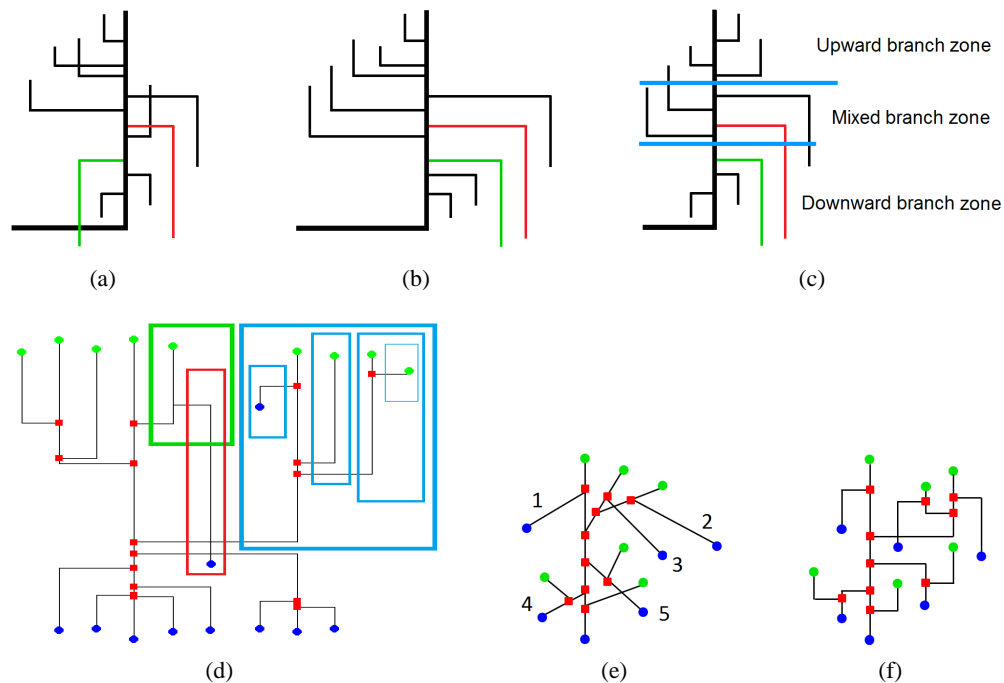 Upward branch zone
Mixed branch zone
Downward branch zone
(a)
(b)
(c)
1
2
3
4
5
(d)
(e)
(f)